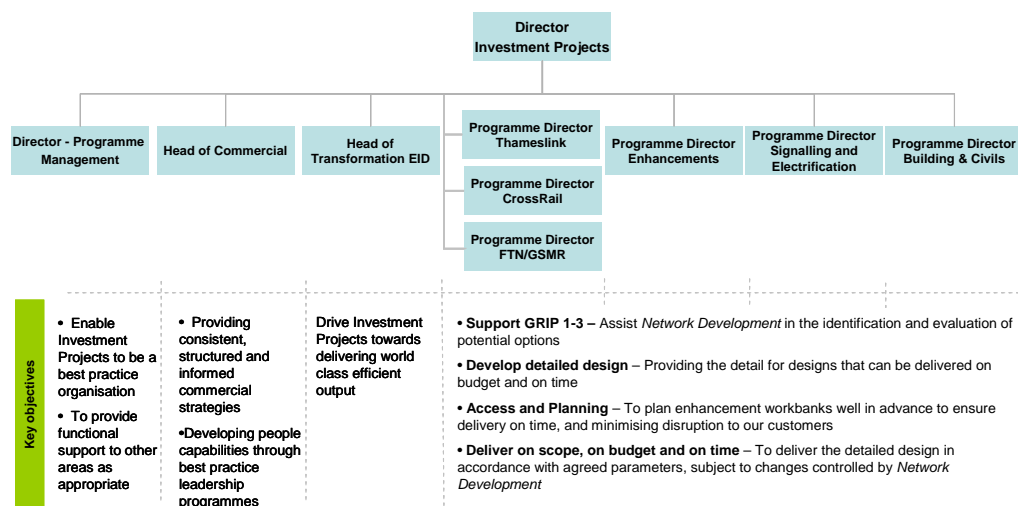 Director
Investment Projects
Director - Programme
Management
Head of Commercial
Head of
Transformation EID
Programme Director
Thameslink
Programme Director
CrossRail
Programme Director
FTN/GSMR
Programme Director
Enhancements
Programme Director
Signalling and
Electrification
Programme Director
Building & Civils
Key objectives
• Enable
Investment
Projects to be a
best practice
organisation
• To provide
functional
support to other
areas as
appropriate
• Providing
consistent,
structured and
informed
commercial
strategies
•Developing people
capabilities through
best practice
leadership
programmes
Drive Investment
Projects towards
delivering world
class efficient
output
• Support GRIP 1-3 – Assist Network Development in the identification and evaluation of
potential options
• Develop detailed design – Providing the detail for designs that can be delivered on
budget and on time
• Access and Planning – To plan enhancement workbanks well in advance to ensure
delivery on time, and minimising disruption to our customers
• Deliver on scope, on budget and on time – To deliver the detailed design in
accordance with agreed parameters, subject to changes controlled by Network
Development